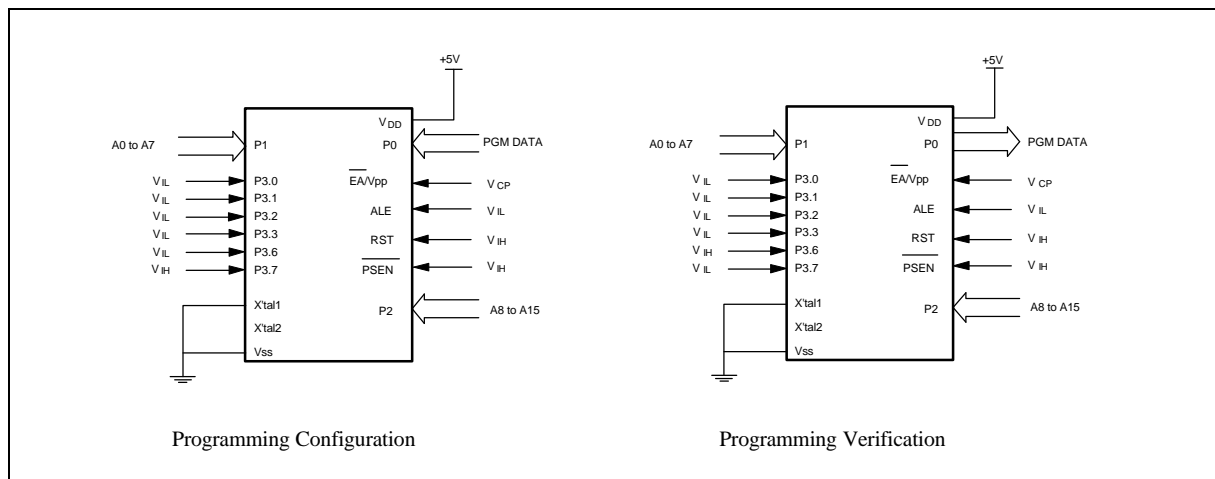 +5V
V DD
A0 to A7
P1
P0
PGM DATA
V IL
P3.0
EA/Vpp
V CP
V IL
P3.1
V IL
P3.2
ALE
V IL
V IL
P3.3
RST
V IH
V IL
P3.6
V IH
P3.7
PSEN
V IH
X'tal1
P2
A8 to A15
X'tal2
Vss
Programming Configuration
+5V
V DD
A0 to A7
P1
P0
PGM DATA
V IL
P3.0
EA/Vpp
V CP
V IL
P3.1
V IL
P3.2
ALE
V IL
V IL
P3.3
RST
V IH
V IH
P3.6
V IL
P3.7
PSEN
V IH
X'tal1
P2
A8 to A15
X'tal2
Vss
Programming Verification